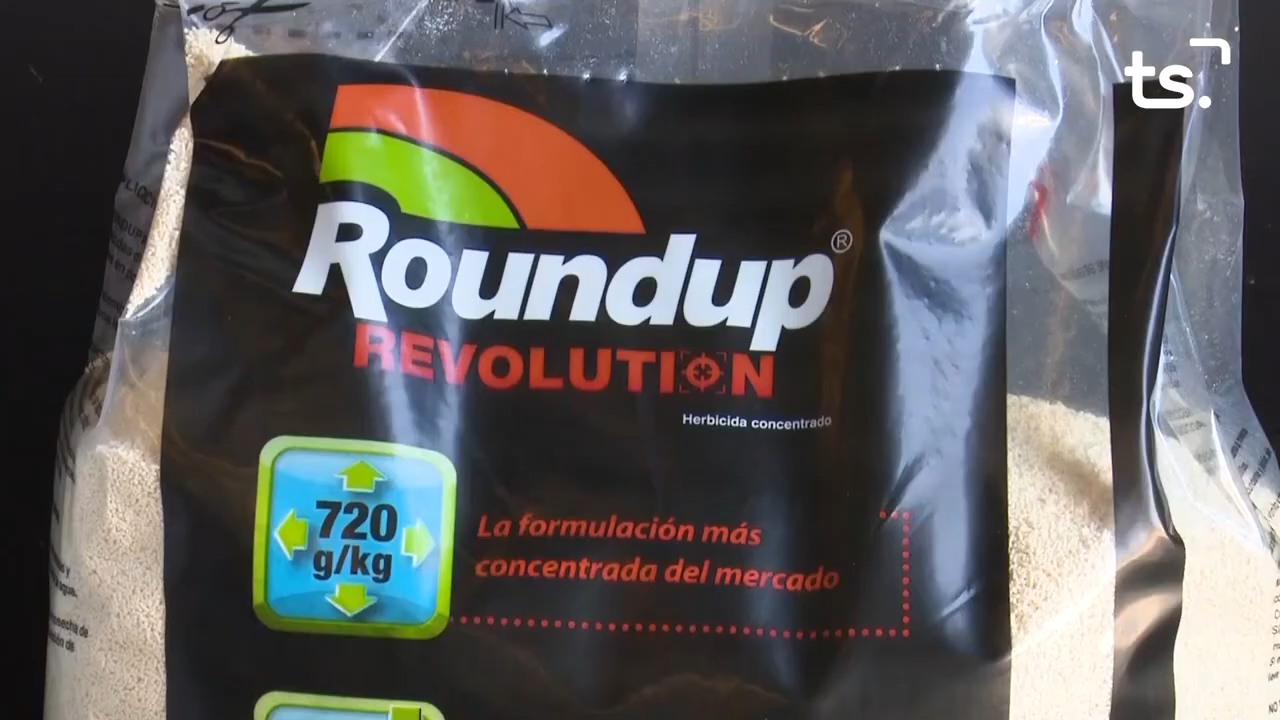 ts.
Roundup®
REVOLUTION
Herbicida concentrado
720
g/kg
La formulación más
concentrada del mercado